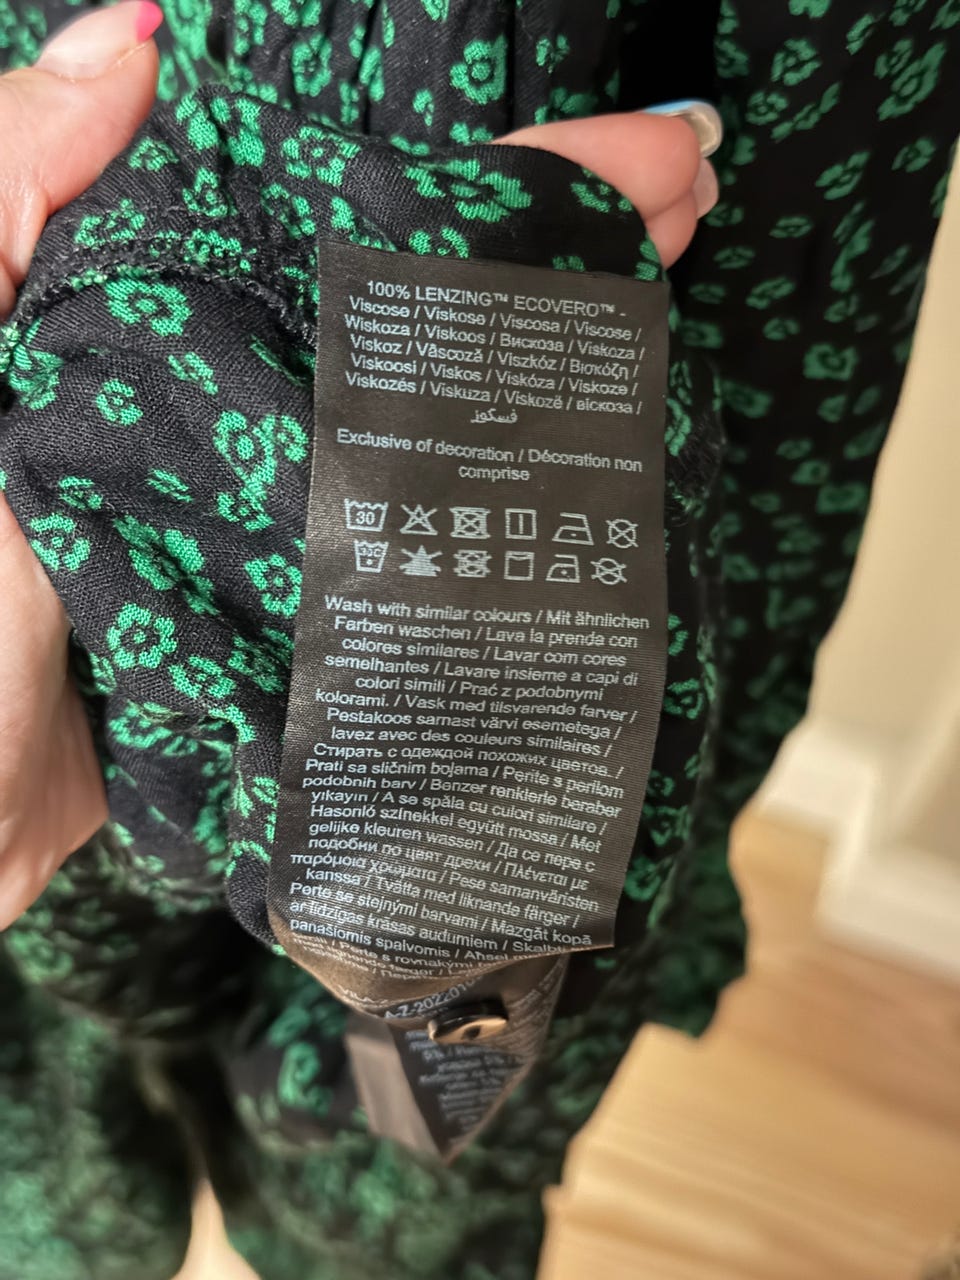 100% LENZING™ ECOVERO™ -
Viscose / Viskose / Viscosa / Viscose /
Wiskoza / Viskoos / Вискоза / Viskoza /
Viskoz / Vâscoză / Viszkóz / Βισκόζη /
Viskoosi / Viskos / Viskóza / Viskoze /
Viskozės / Viskuza / Viskozë / віскоза /
فسكوز
Exclusive of decoration / Décoration non
comprise
30
30
Wash with similar colours / Mit ähnlichen
Farben waschen / Lava la prenda con
colores similares / Lavar com cores
semelhantes / Lavare insieme a capi di
colori simili / Prać z podobnymi
kolorami. / Vask med tilsvarende farver /
Pestakoos sarnast värvi esemetega /
lavez avec des couleurs similaires /
Стирать с одеждой похожих цветов. /
Prati sa sličnim bojama / Perite s perilom
podobnih barv / Benzer renklerle beraber
yıkayın / A se spăla cu culori similare /
Hasonló színekkel együtt mossa / Met
gelijke kleuren wassen / Да се пере с
подобни по цвят дрехи / Πλένεται με
παρόμοια χρώματα / Pese samanväristen
kanssa / Tvätta med liknande färger /
Perte se stejnými barvami / Mazgāt kopā
ar līdzīgas krāsas audumiem / Skalbti
panašiomis spalvomis /
/ Perte s rovnakými